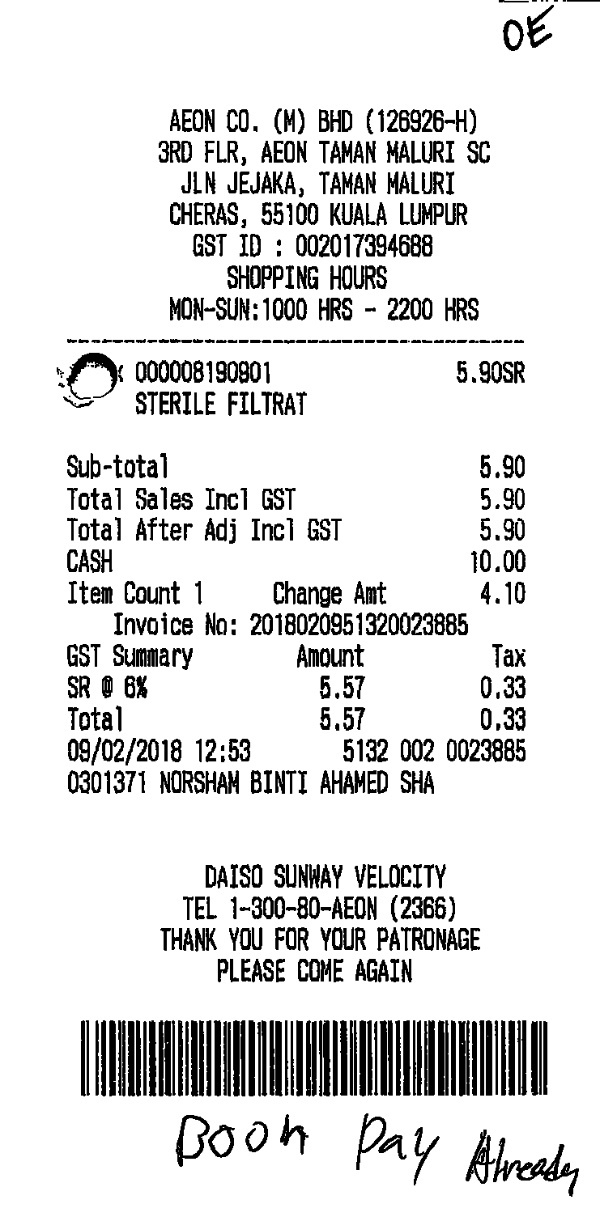 OE
AEON CO. (M) BHD (126926-H)
3RD FLR, AEON TAMAN MALURI SC
JLN JEJAKA, TAMAN MALURI
CHERAS, 55100 KUALA LUMPUR
GST ID : 002017394688
SHOPPING HOURS
MON-SUN:1000 HRS - 2200 HRS
000008190801 5.90SR
STERILE FILTRAT
Sub-total 5.90
Total Sales Incl GST 5.90
Total After Adj Incl GST 5.90
CASH 10.00
Item Count 1 Change Amt 4.10
Invoice No: 2018020951320023885
GST Summary Amount Tax
SR @ 6% 5.57 0.33
Total 5.57 0.33
09/02/2018 12:53 5132 002 0023885
0301371 NORSHAM BINTI AHAMED SHA
DAISO SUNWAY VELOCITY
TEL 1-300-80-AEON (2366)
THANK YOU FOR YOUR PATRONAGE
PLEASE COME AGAIN
Boon Pay Already